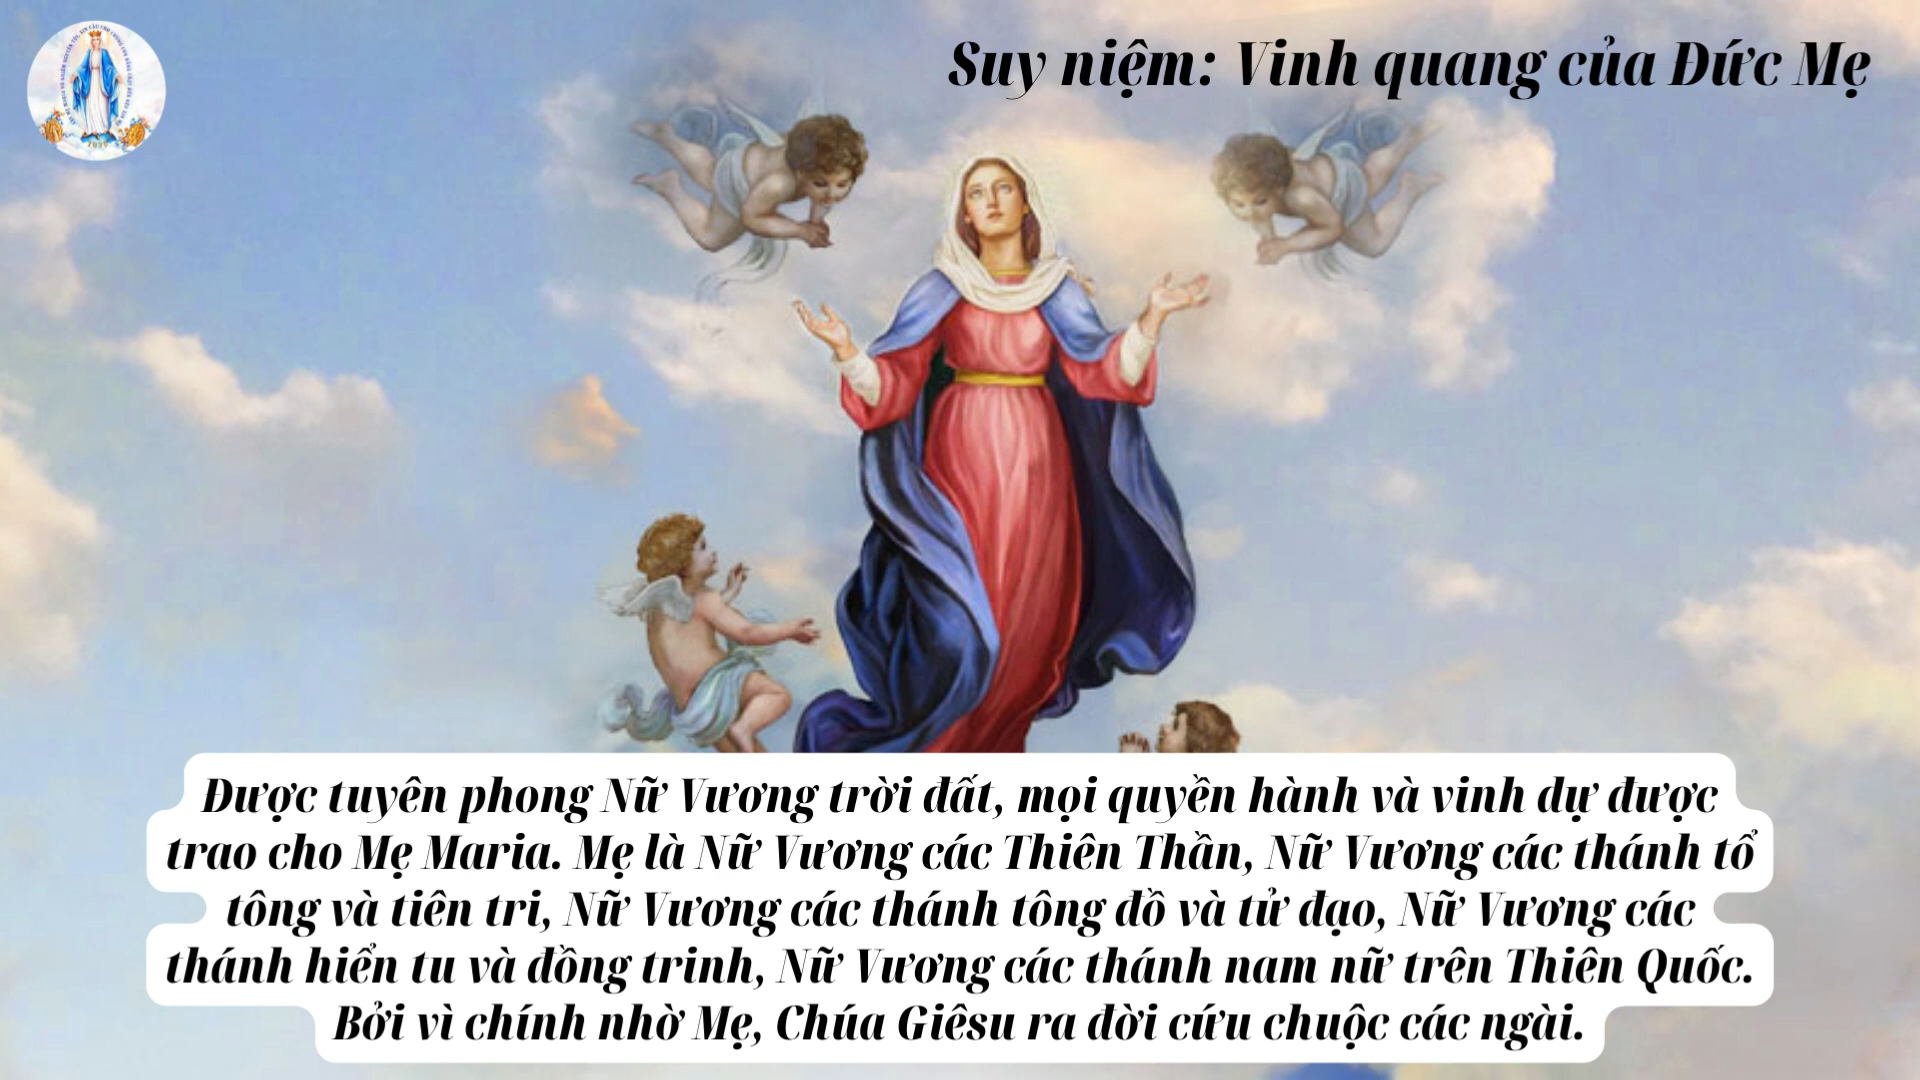 Suy niệm: Vinh quang của Đức Mẹ
Được tuyên phong Nữ Vương trời đất, mọi quyền hành và vinh dự được
trao cho Mẹ Maria. Mẹ là Nữ Vương các Thiên Thần, Nữ Vương các thánh tổ
tông và tiên tri, Nữ Vương các thánh tông đồ và tử đạo, Nữ Vương các
thánh hiển tu và đồng trinh, Nữ Vương các thánh nam nữ trên Thiên Quốc.
Bởi vì chính nhờ Mẹ, Chúa Giêsu ra đời cứu chuộc các ngài.